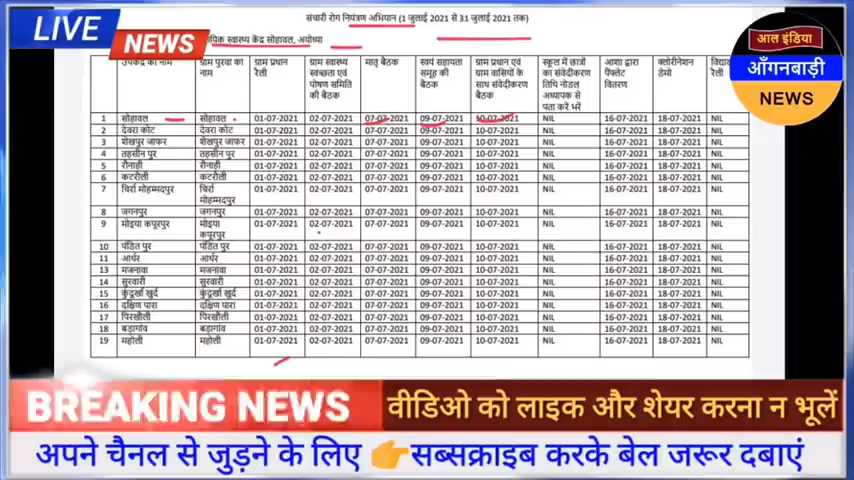 संचारी रोग नियंत्रण अभियान (1 जुलाई 2021 से 31 जुलाई 2021 तक)
LIVE
NEWS
आल इंडिया
आँगनबाड़ी
NEWS
स्वास्थ्य केंद्र सोहावल, अयोध्या
उपकेंद्र का नाम ग्राम पुरवा का नाम ग्राम प्रधान रैली ग्राम स्वास्थ्य स्वच्छता एवं पोषण समिति की बैठक मातृ बैठक स्वयं सहायता समूह की बैठक ग्राम प्रधान एवं ग्राम वासियों के साथ संवेदीकरण बैठक स्कूल में छात्रों का संवेदीकरण तिथि नोडल अध्यापक से पता करें भरें आशा द्वारा पैंफ्लेट वितरण क्लोरीनेशन डेमो रैली
1 सोहावल सोहावल 01-07-2021 02-07-2021 07-07-2021 09-07-2021 10-07-2021 NIL 16-07-2021 18-07-2021 NIL
2 देवरा कोट देवरा कोट 01-07-2021 02-07-2021 07-07-2021 09-07-2021 10-07-2021 NIL 16-07-2021 18-07-2021 NIL
3 शेखपुर जाफर शेखपुर जाफर 01-07-2021 02-07-2021 07-07-2021 09-07-2021 10-07-2021 NIL 16-07-2021 18-07-2021 NIL
4 तहसीन पुर तहसीन पुर 01-07-2021 02-07-2021 07-07-2021 09-07-2021 10-07-2021 NIL 16-07-2021 18-07-2021 NIL
5 रौनाही रौनाही 01-07-2021 02-07-2021 07-07-2021 09-07-2021 10-07-2021 NIL 16-07-2021 18-07-2021 NIL
6 कटरौली कटरौली 01-07-2021 02-07-2021 07-07-2021 09-07-2021 10-07-2021 NIL 16-07-2021 18-07-2021 NIL
7 चिर्रा मोहम्मदपुर चिर्रा मोहम्मदपुर 01-07-2021 02-07-2021 07-07-2021 09-07-2021 10-07-2021 NIL 16-07-2021 18-07-2021 NIL
8 जगनपुर जगनपुर 01-07-2021 02-07-2021 07-07-2021 09-07-2021 10-07-2021 NIL 16-07-2021 18-07-2021 NIL
9 मोइया कपूरपुर मोइया कपूरपुर 01-07-2021 02-07-2021 07-07-2021 09-07-2021 10-07-2021 NIL 16-07-2021 18-07-2021 NIL
10 पंडित पुर पंडित पुर 01-07-2021 02-07-2021 07-07-2021 09-07-2021 10-07-2021 NIL 16-07-2021 18-07-2021 NIL
11 आर्थर आर्थर 01-07-2021 02-07-2021 07-07-2021 09-07-2021 10-07-2021 NIL 16-07-2021 18-07-2021 NIL
13 मजनावा मजनावा 01-07-2021 02-07-2021 07-07-2021 09-07-2021 10-07-2021 NIL 16-07-2021 18-07-2021 NIL
14 सुरवारी सुरवारी 01-07-2021 02-07-2021 07-07-2021 09-07-2021 10-07-2021 NIL 16-07-2021 18-07-2021 NIL
15 कुंदुर्खा खुर्द कुंदुर्खा खुर्द 01-07-2021 02-07-2021 07-07-2021 09-07-2021 10-07-2021 NIL 16-07-2021 18-07-2021 NIL
16 दक्षिण पारा दक्षिण पारा 01-07-2021 02-07-2021 07-07-2021 09-07-2021 10-07-2021 NIL 16-07-2021 18-07-2021 NIL
17 पिरखौली पिरखौली 01-07-2021 02-07-2021 07-07-2021 09-07-2021 10-07-2021 NIL 16-07-2021 18-07-2021 NIL
18 बड़ागांव बड़ागांव 01-07-2021 02-07-2021 07-07-2021 09-07-2021 10-07-2021 NIL 16-07-2021 18-07-2021 NIL
19 महोली महोली 01-07-2021 02-07-2021 07-07-2021 09-07-2021 10-07-2021 NIL 16-07-2021 18-07-2021 NIL
BREAKING NEWS वीडियो को लाइक और शेयर करना न भूलें
अपने चैनल से जुड़ने के लिए 👉सब्सक्राइब करके बेल जरूर दबाएं